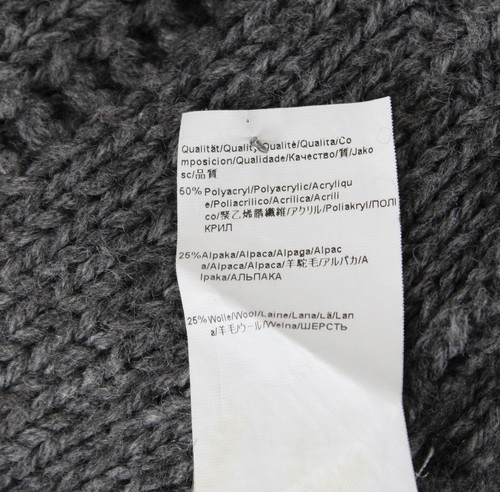 Qualität/Quality/Qualitè/Qualita/Co
mposicion/Qualidade/Качество/質/Jako
sc/品質
50% Polyacryl/Polyacrylic/Acryliqu
e/Poliacrilico/Acrilica/Acrili
co/聚乙烯腈纖維/アクリル/Poliakryl/ПОЛИ
КРИЛ
25% Alpaka/Alpaca/Alpaga/Alpac
a/Alpaca/Alpaca/羊駝毛/アルパカ/A
lpaka/АЛЬПАКА
25% Wolle/Wool/Laine/Lana/Lã/Lan
a/羊毛/ウール/Welna/ШЕРСТЬ